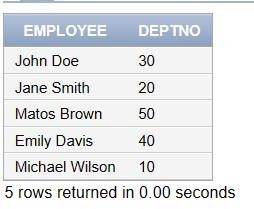 EMPLOYEE DEPTNO
John Doe 30
Jane Smith 20
Matos Brown 50
Emily Davis 40
Michael Wilson 10
5 rows returned in 0.00 seconds